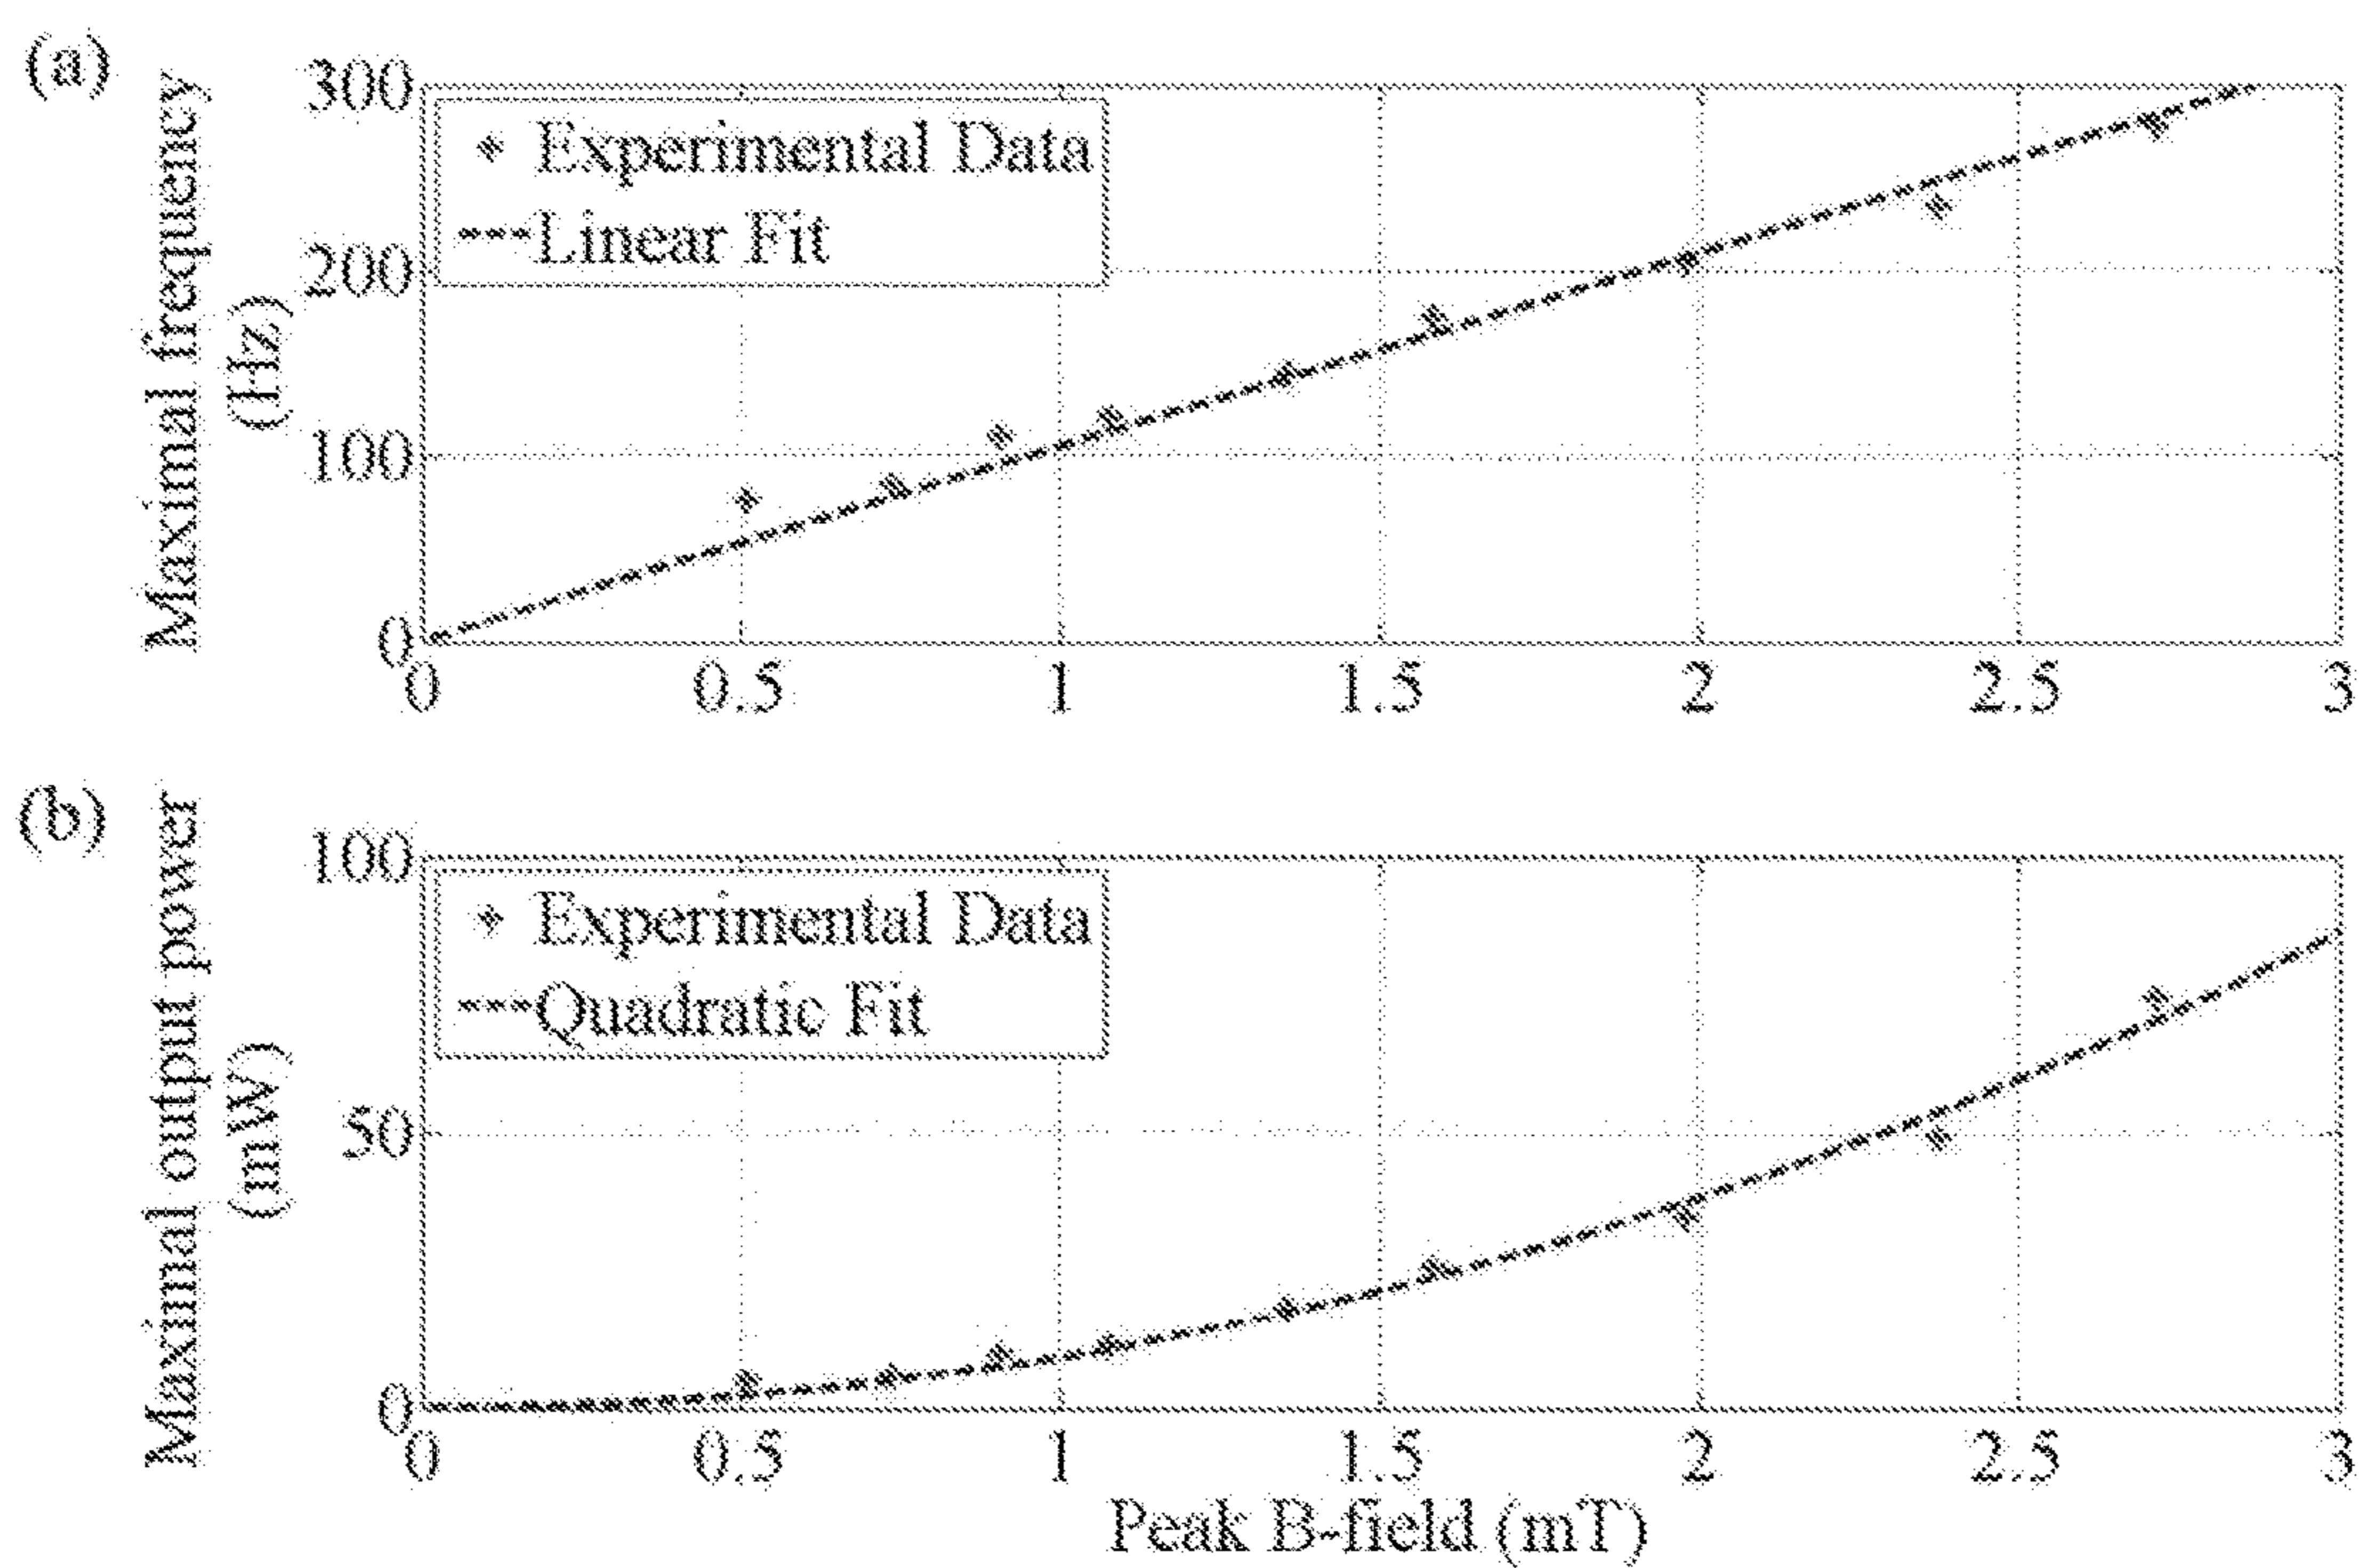 (a)
Maximal frequency
(Hz)
300
200
100
0
Experimental Data
Linear Fit
0 0.5 1 1.5 2 2.5 3
(b)
Maximal output power
(mW)
100
50
0
Experimental Data
Quadratic Fit
0 0.5 1 1.5 2 2.5 3
Peak B-field (mT)